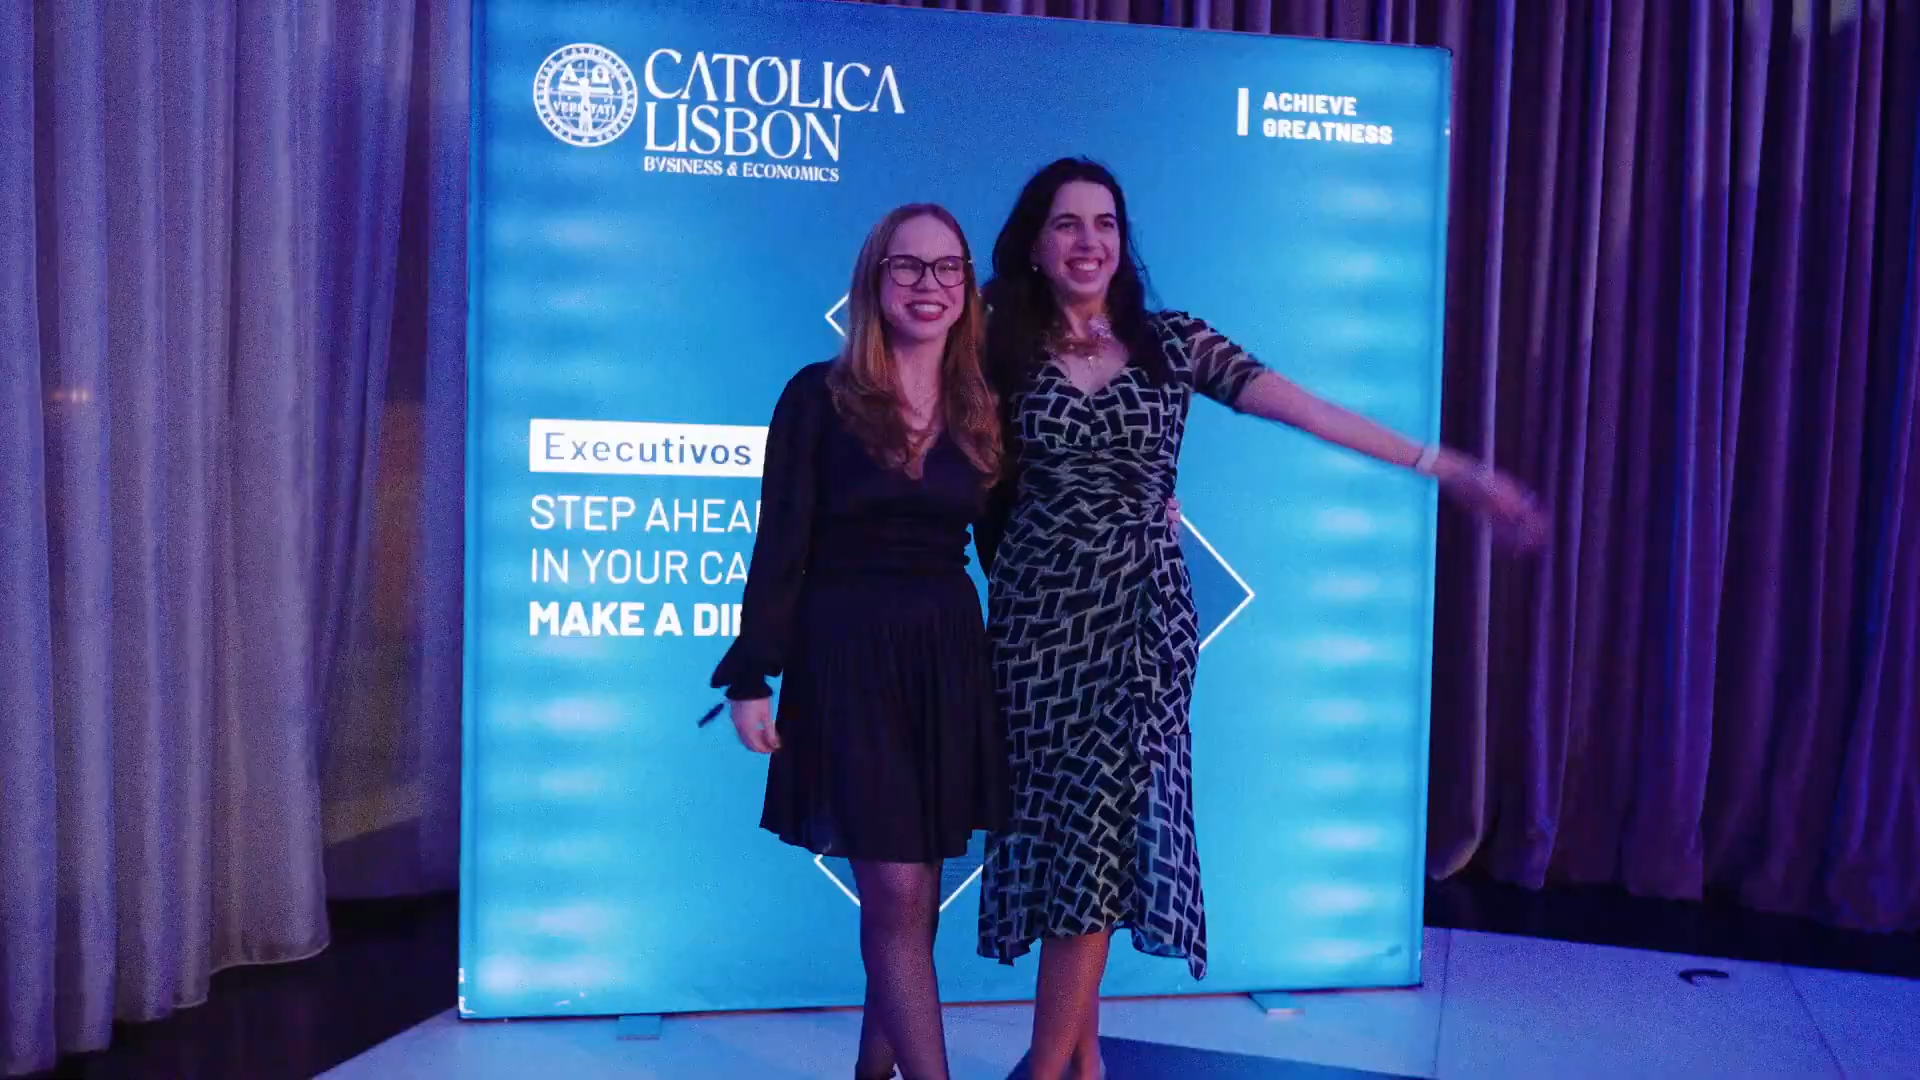 CATÓLICA
LISBON
BVSINESS & ECONOMICS
ACHIEVE
GREATNESS
Executivos
STEP AHEA
IN YOUR CA
MAKE A DI